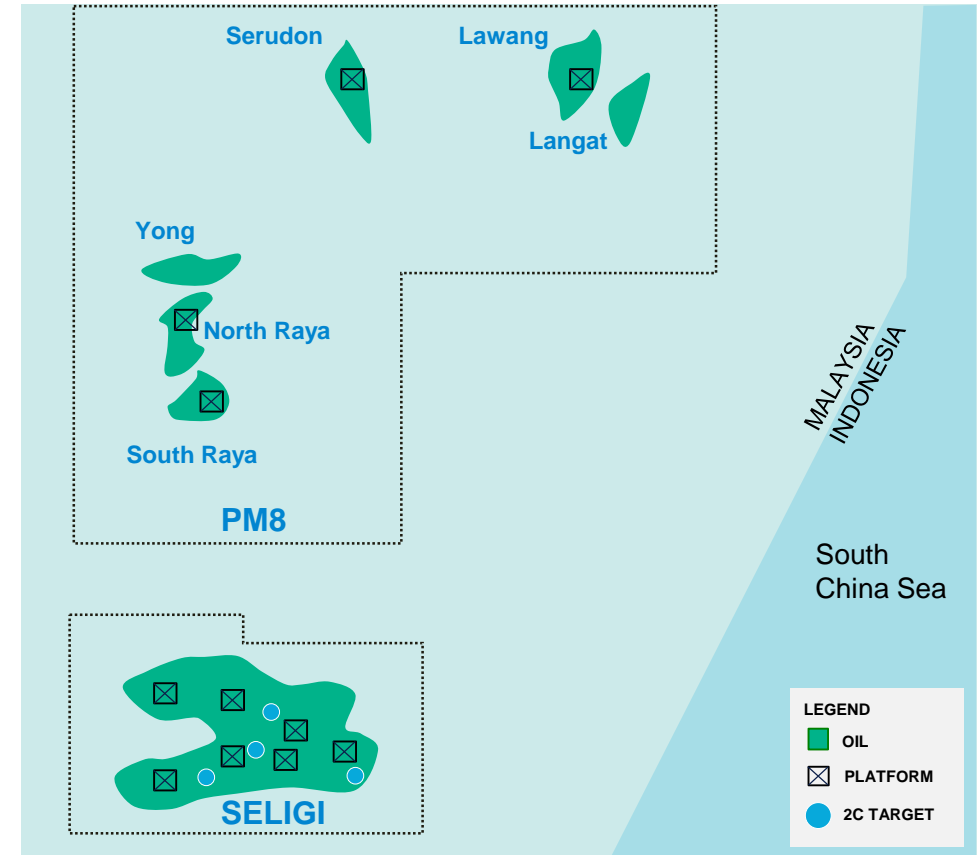 Serudon
Lawang
Langat
Yong
North Raya
South Raya
PM8
MALAYSIA
INDONESIA
South
China Sea
SELIGI
LEGEND
OIL
PLATFORM
2C TARGET